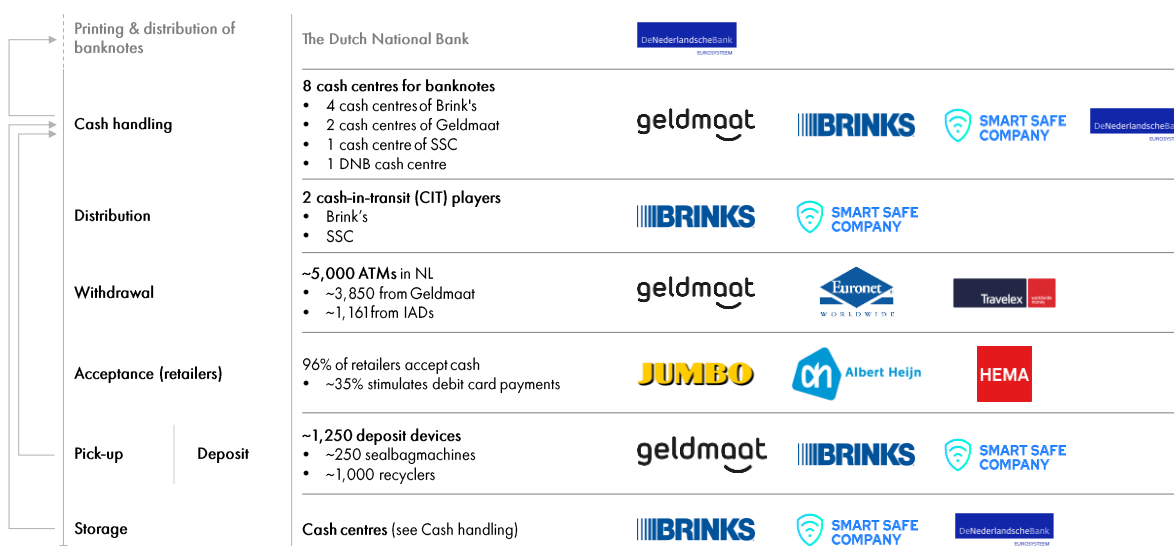 Printing & distribution of
banknotes
The Dutch National Bank
DeNederlandscheBank
EUROSYSTEEM
Cash handling
8 cash centres for banknotes
• 4 cash centres of Brink's
• 2 cash centres of Geldmaat
• 1 cash centre of SSC
• 1 DNB cash centre
geldmaat
BRINKS
SMART SAFE
COMPANY
DeNederlandscheBa
EUROSYST
Distribution
2 cash-in-transit (CIT) players
• Brink’s
• SSC
BRINKS
SMART SAFE
COMPANY
Withdrawal
~5,000 ATMs in NL
• ~3,850 from Geldmaat
• ~1,161from IADs
geldmaat
Euronet
WORLDWIDE
Travelex
worldwide
money
Acceptance (retailers)
96% of retailers accept cash
• ~35% stimulates debit card payments
JUMBO
ah
Albert Heijn
HEMA
Pick-up
Deposit
~1,250 deposit devices
• ~250 sealbagmachines
• ~1,000 recyclers
geldmaat
BRINKS
SMART SAFE
COMPANY
Storage
Cash centres (see Cash handling)
BRINKS
SMART SAFE
COMPANY
DeNederlandscheBank
EUROSYSTEEM